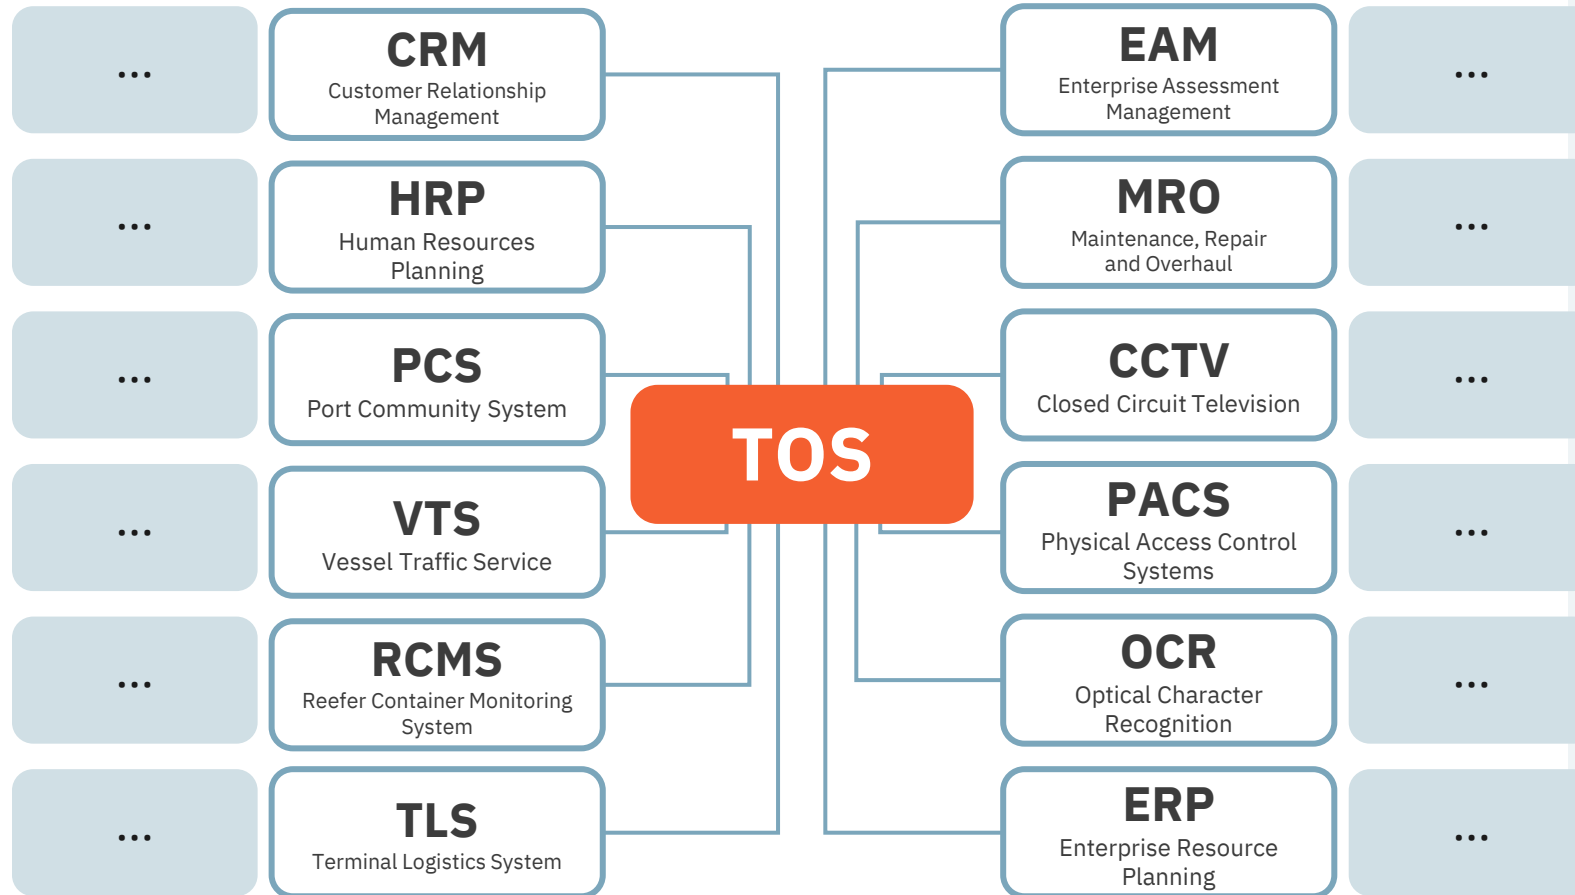 ...
CRM
Customer Relationship
Management
EAM
Enterprise Assessment
Management
...
...
HRP
Human Resources
Planning
MRO
Maintenance, Repair
and Overhaul
...
...
PCS
Port Community System
CCTV
Closed Circuit Television
...
TOS
...
VTS
Vessel Traffic Service
PACS
Physical Access Control
Systems
...
...
RCMS
Reefer Container Monitoring
System
OCR
Optical Character
Recognition
...
...
TLS
Terminal Logistics System
ERP
Enterprise Resource
Planning
...